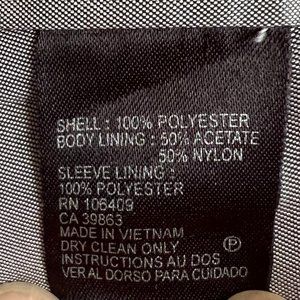 SHELL : 100% POLYESTER
BODY LINING : 50% ACETATE
50% NYLON
SLEEVE LINING :
100% POLYESTER
RN 106409
CA 39863
MADE IN VIETNAM
DRY CLEAN ONLY P
INSTRUCTIONS AU DOS
VER AL DORSO PARA CUIDADO